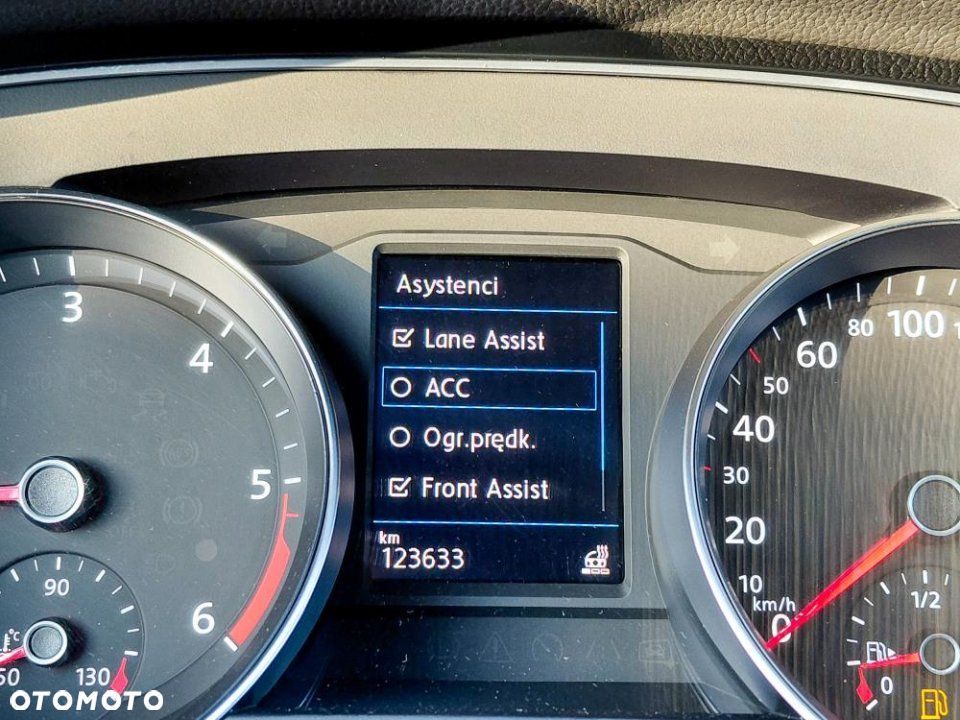 Asystenci
Lane Assist
ACC
Ogr.prędk.
Front Assist
km
123633
3
4
5
6
90
50
130
°C
0
10
20
30
40
50
60
80
100
km/h
1/2
0
OTOMOTO